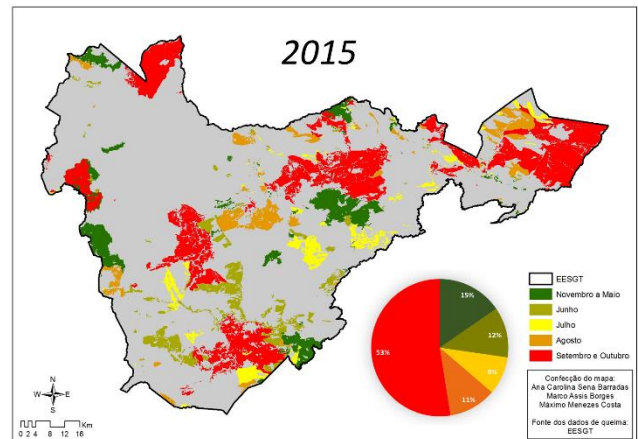 2015
EESGT
Novembro a Maio
Junho
Julho
Agosto
Setembro e Outubro
15%
12%
9%
11%
53%
Confecção do mapa:
Ana Carolina Sena Barradas
Marco Assis Borges
Máximo Menezes Costa
Fonte dos dados de queima:
EESGT
N
W
E
S
Km
0 2 4 8 12 16